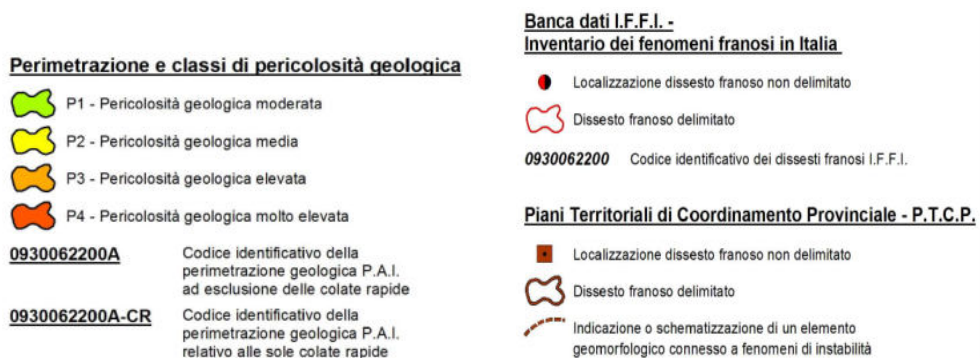 Perimetrazione e classi di pericolosità geologica
P1 - Pericolosità geologica moderata
P2 - Pericolosità geologica media
P3 - Pericolosità geologica elevata
P4 - Pericolosità geologica molto elevata
0930062200A Codice identificativo della
perimetrazione geologica P.A.I.
ad esclusione delle colate rapide
0930062200A-CR Codice identificativo della
perimetrazione geologica P.A.I.
relativo alle sole colate rapide
Banca dati I.F.F.I. -
Inventario dei fenomeni franosi in Italia
Localizzazione dissesto franoso non delimitato
Dissesto franoso delimitato
0930062200 Codice identificativo dei dissesti franosi I.F.F.I.
Piani Territoriali di Coordinamento Provinciale - P.T.C.P.
Localizzazione dissesto franoso non delimitato
Dissesto franoso delimitato
Indicazione o schematizzazione di un elemento
geomorfologico connesso a fenomeni di instabilità